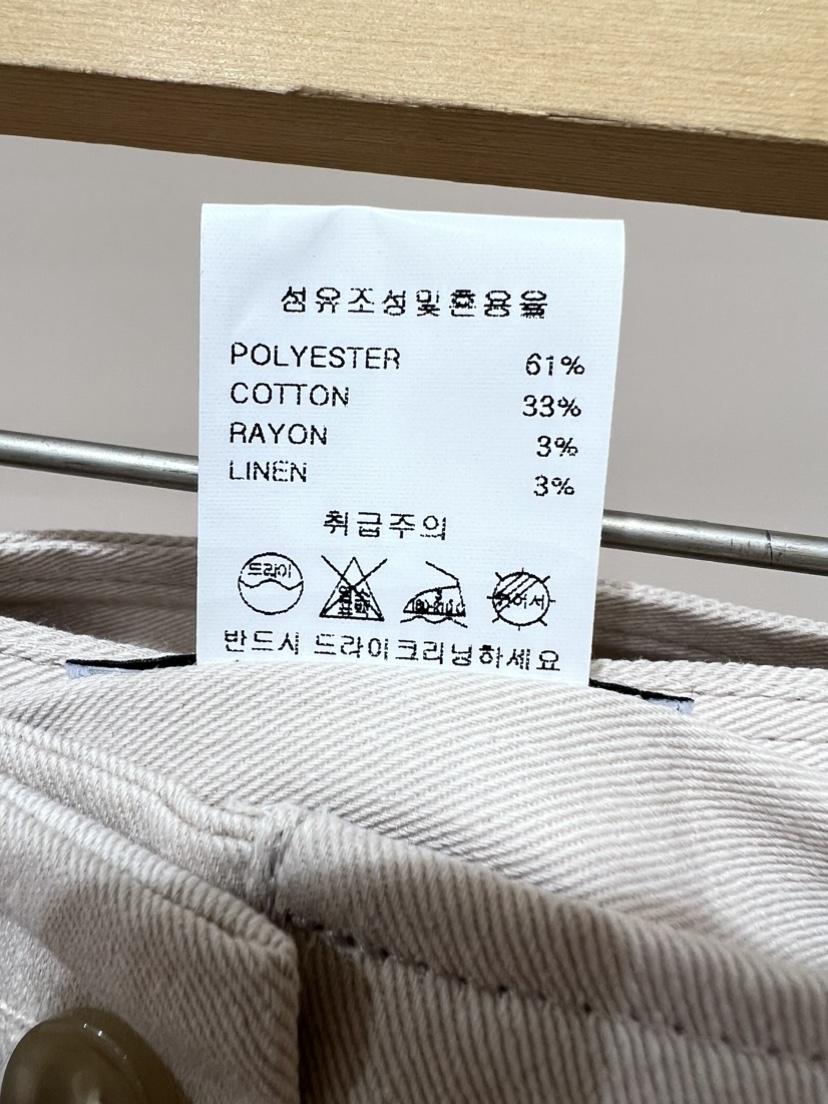 섬유조성및혼용율
POLYESTER 61%
COTTON 33%
RAYON 3%
LINEN 3%
취급주의
드라이
반드시 드라이크리닝하세요